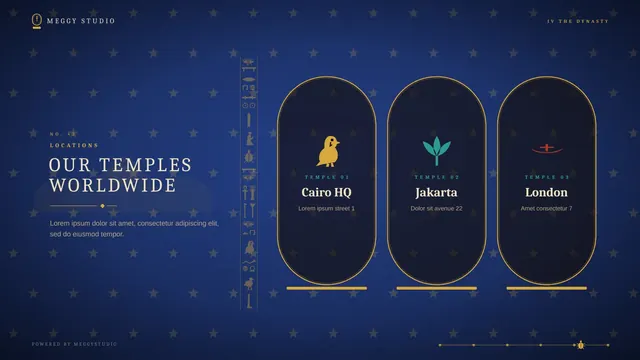 MEGGY STUDIO
IV THE DYNASTY
LOCATIONS
OUR TEMPLES
WORLDWIDE
Lorem ipsum dolor sit amet, consectetur adipiscing elit,
sed do eiusmod tempor.
TEMPLE 01
Cairo HQ
Lorem ipsum street 1
TEMPLE 02
Jakarta
Dolor sit avenue 22
TEMPLE 03
London
Amet consectetur 7
POWERED BY MEGGYSTUDIO